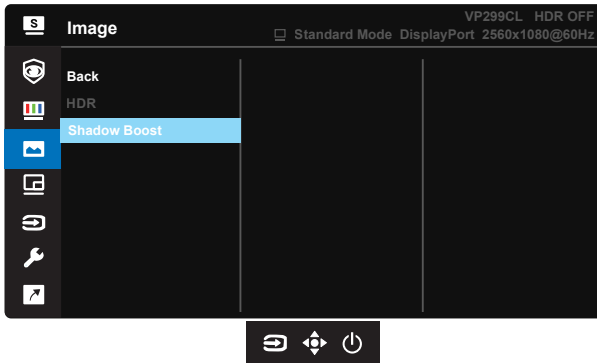 S
Image
VP299CL HDR OFF
Standard Mode DisplayPort 2560x1080@60Hz
Back
HDR
Shadow Boost